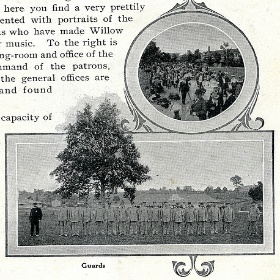 here you find a very prettily
ented with portraits of the
s who have made Willow
music. To the right is
ng-room and office of the
mand of the patrons,
the general offices are
and found
capacity of
Guards